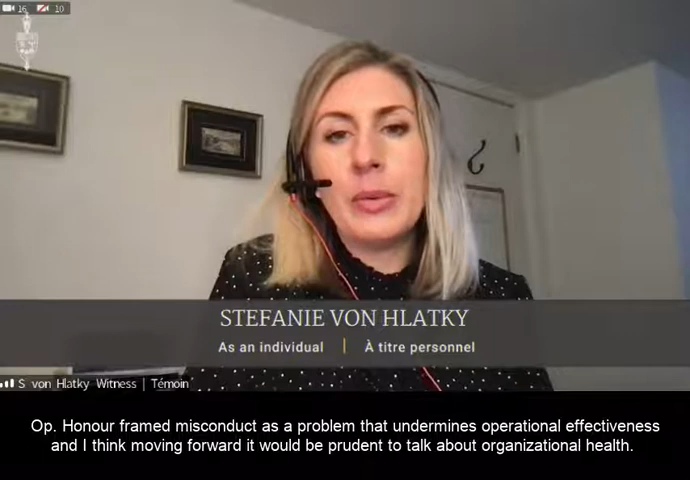 16 10
STEFANIE VON HLATKY
As an individual | À titre personnel
S von Hlatky Witness | Témoin
Op. Honour framed misconduct as a problem that undermines operational effectiveness
and I think moving forward it would be prudent to talk about organizational health.